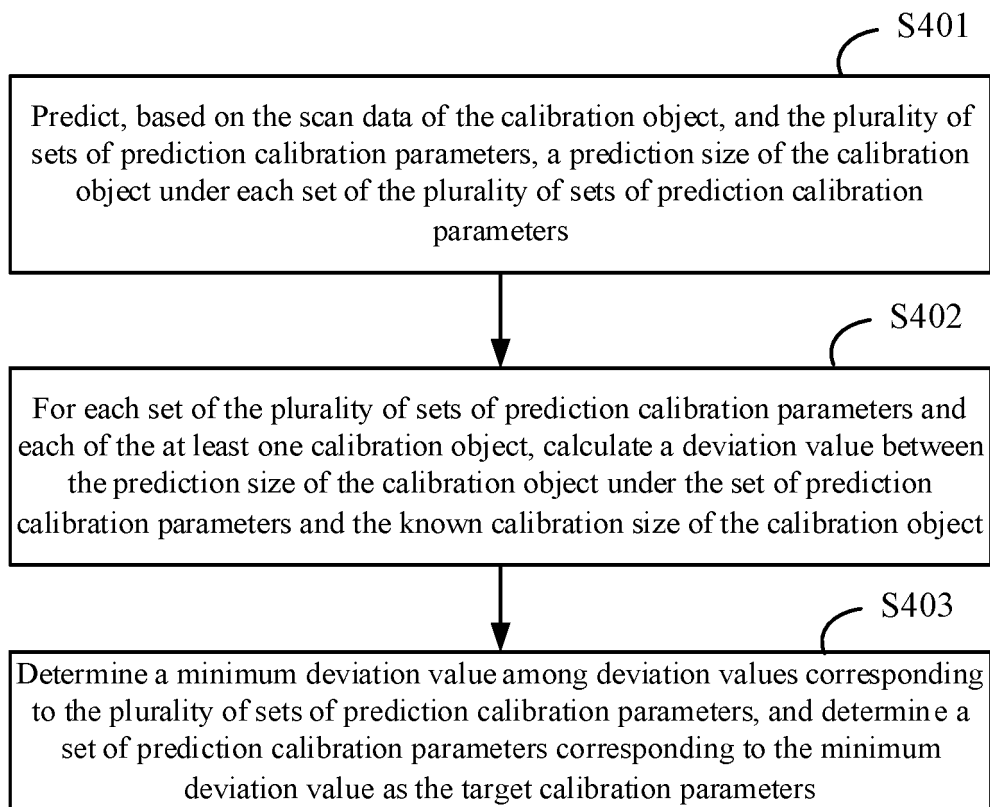 S401
Predict, based on the scan data of the calibration object, and the plurality of
sets of prediction calibration parameters, a prediction size of the calibration
object under each set of the plurality of sets of prediction calibration
parameters
S402
For each set of the plurality of sets of prediction calibration parameters and
each of the at least one calibration object, calculate a deviation value between
the prediction size of the calibration object under the set of prediction
calibration parameters and the known calibration size of the calibration object
S403
Determine a minimum deviation value among deviation values corresponding
to the plurality of sets of prediction calibration parameters, and determine a
set of prediction calibration parameters corresponding to the minimum
deviation value as the target calibration parameters